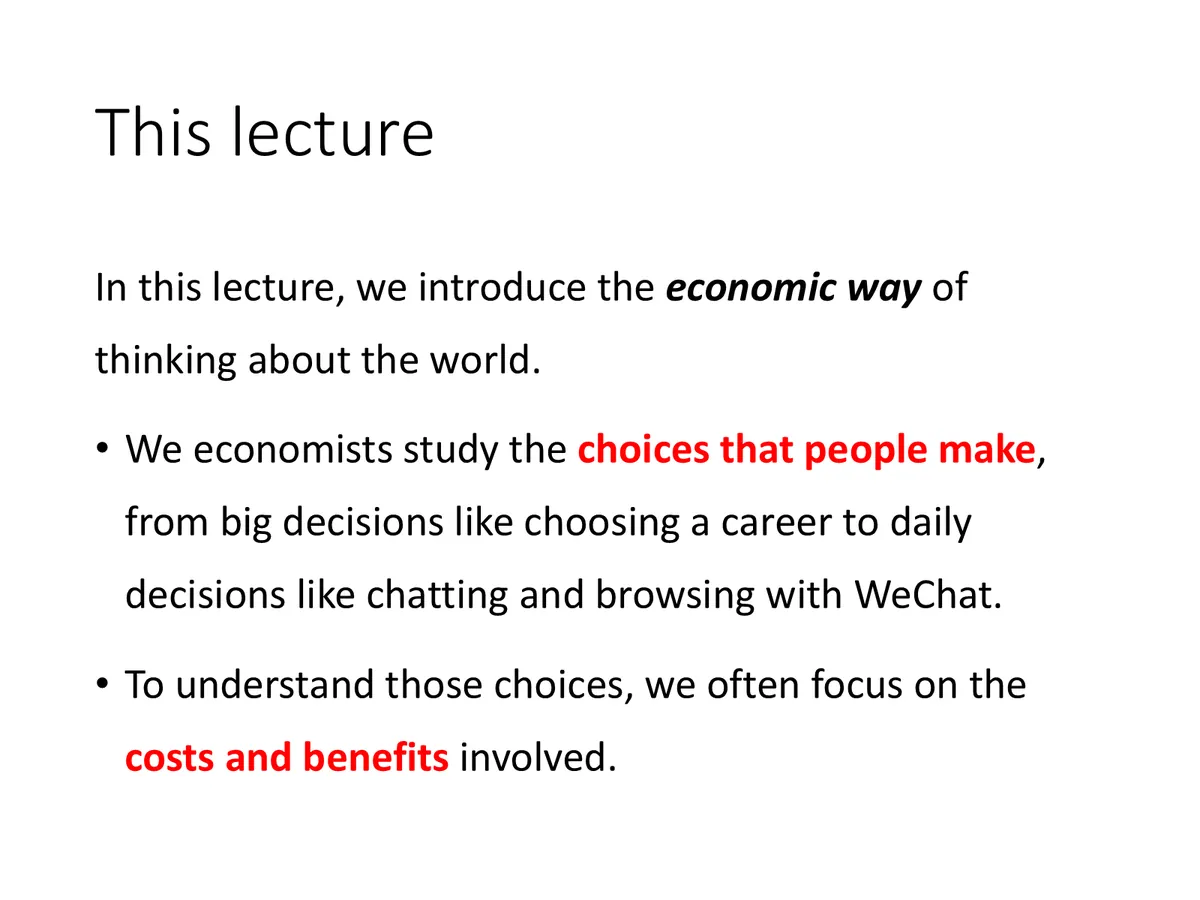 This lecture
In this lecture, we introduce the economic way of
thinking about the world.
• We economists study the choices that people make,
from big decisions like choosing a career to daily
decisions like chatting and browsing with WeChat.
• To understand those choices, we often focus on the
costs and benefits involved.